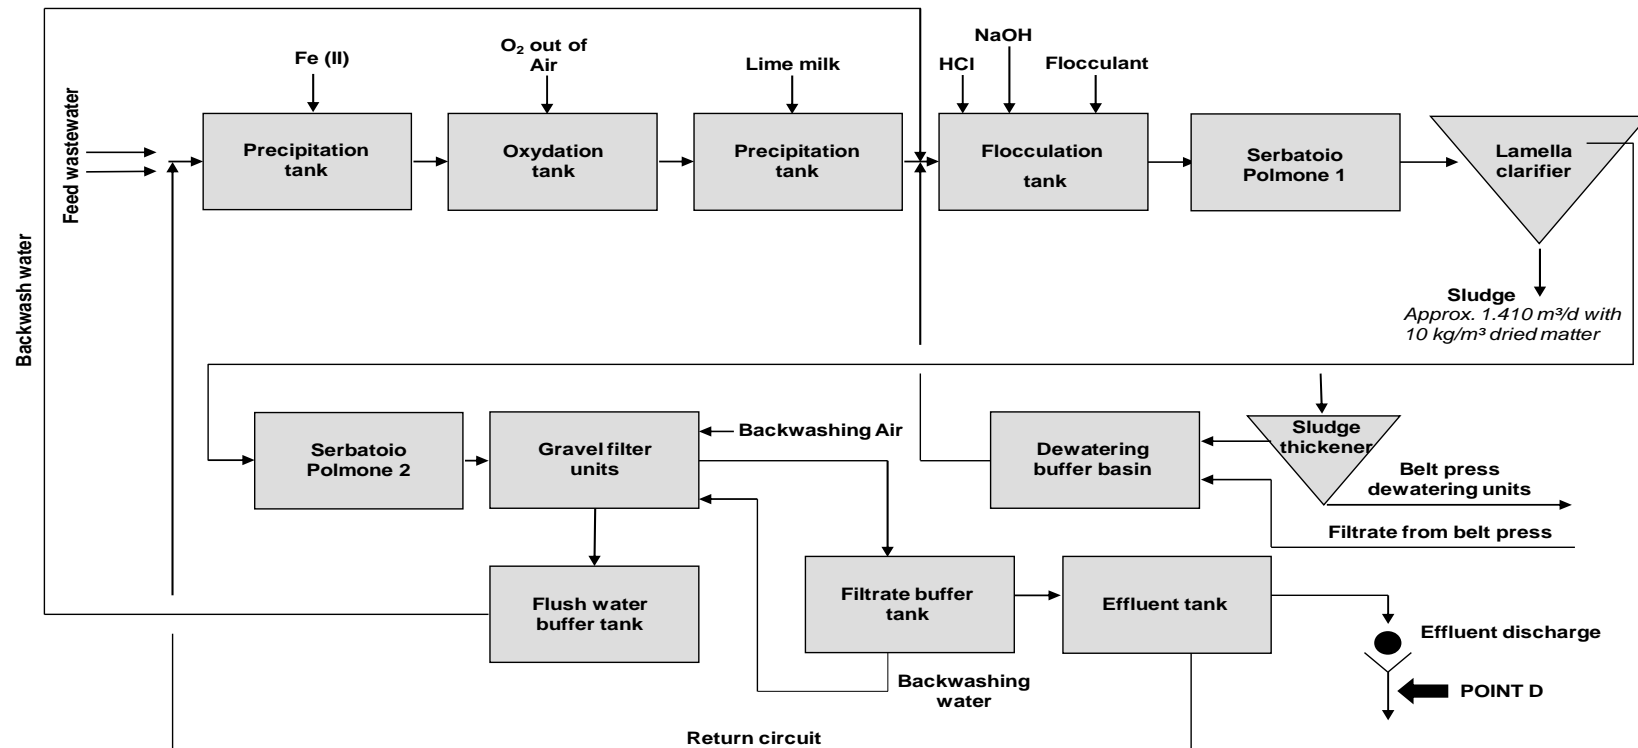 Fe (II)
O₂ out of
Air
Lime milk
HCl
NaOH
Flocculant
Feed wastewater
Precipitation
tank
Oxydation
tank
Precipitation
tank
Flocculation
tank
Serbatoio
Polmone 1
Lamella
clarifier
Sludge
Approx. 1.410 m³/d with
10 kg/m³ dried matter
Backwash water
Serbatoio
Polmone 2
Gravel filter
units
Backwashing Air
Dewatering
buffer basin
Sludge
thickener
Belt press
dewatering units
Filtrate from belt press
Flush water
buffer tank
Filtrate buffer
tank
Effluent tank
Effluent discharge
Backwashing
water
POINT D
Return circuit